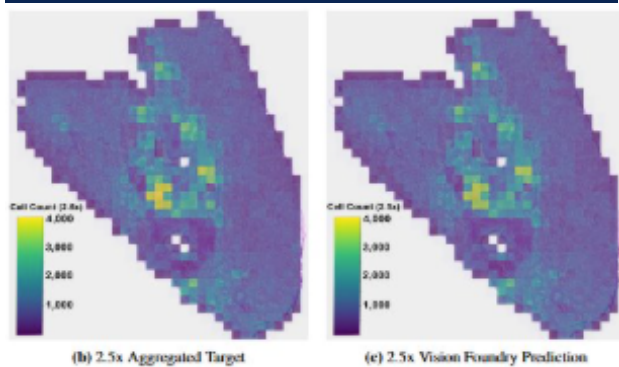 Cell Count (2.5x)
4,000
3,000
2,000
1,000
Cell Count (2.5x)
4,000
3,000
2,000
1,000
(b) 2.5x Aggregated Target
(c) 2.5x Vision Foundry Prediction